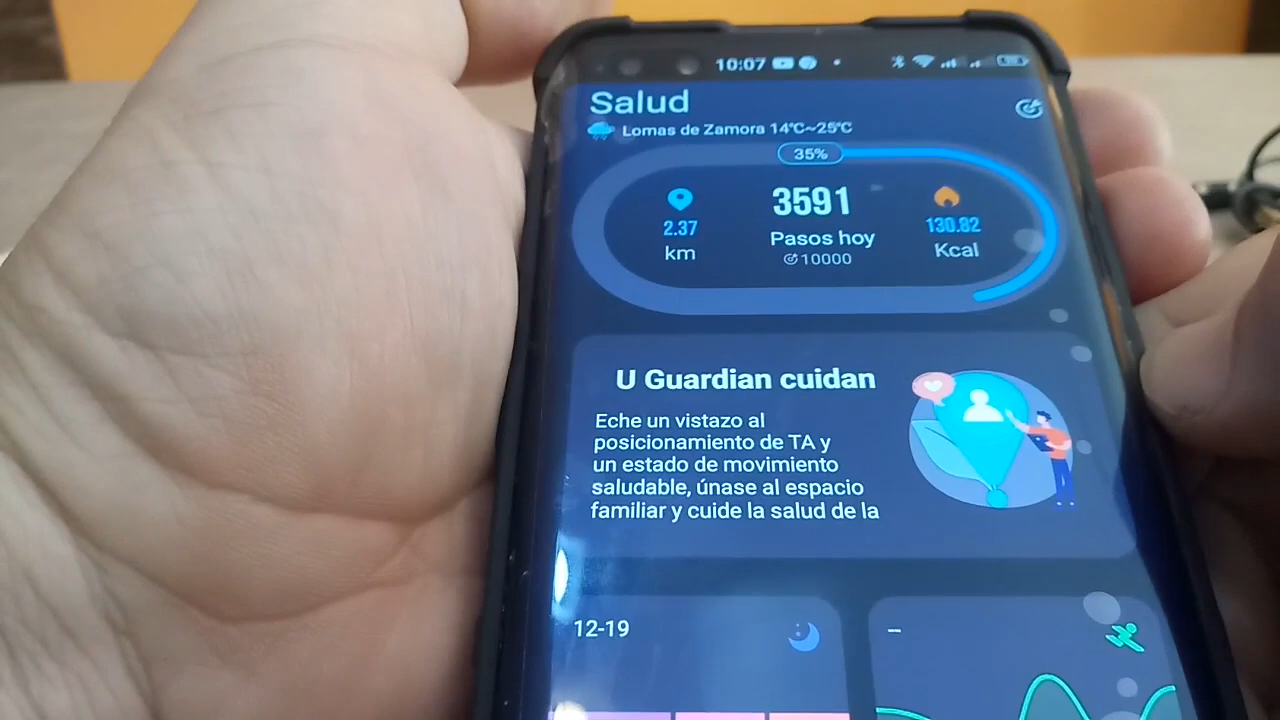 10:07
Salud
Lomas de Zamora 14℃~25℃
35%
2.37
km
3591
Pasos hoy
10000
130.82
Kcal
U Guardian cuidan
Eche un vistazo al
posicionamiento de TA y
un estado de movimiento
saludable, únase al espacio
familiar y cuide la salud de la
12-19
--